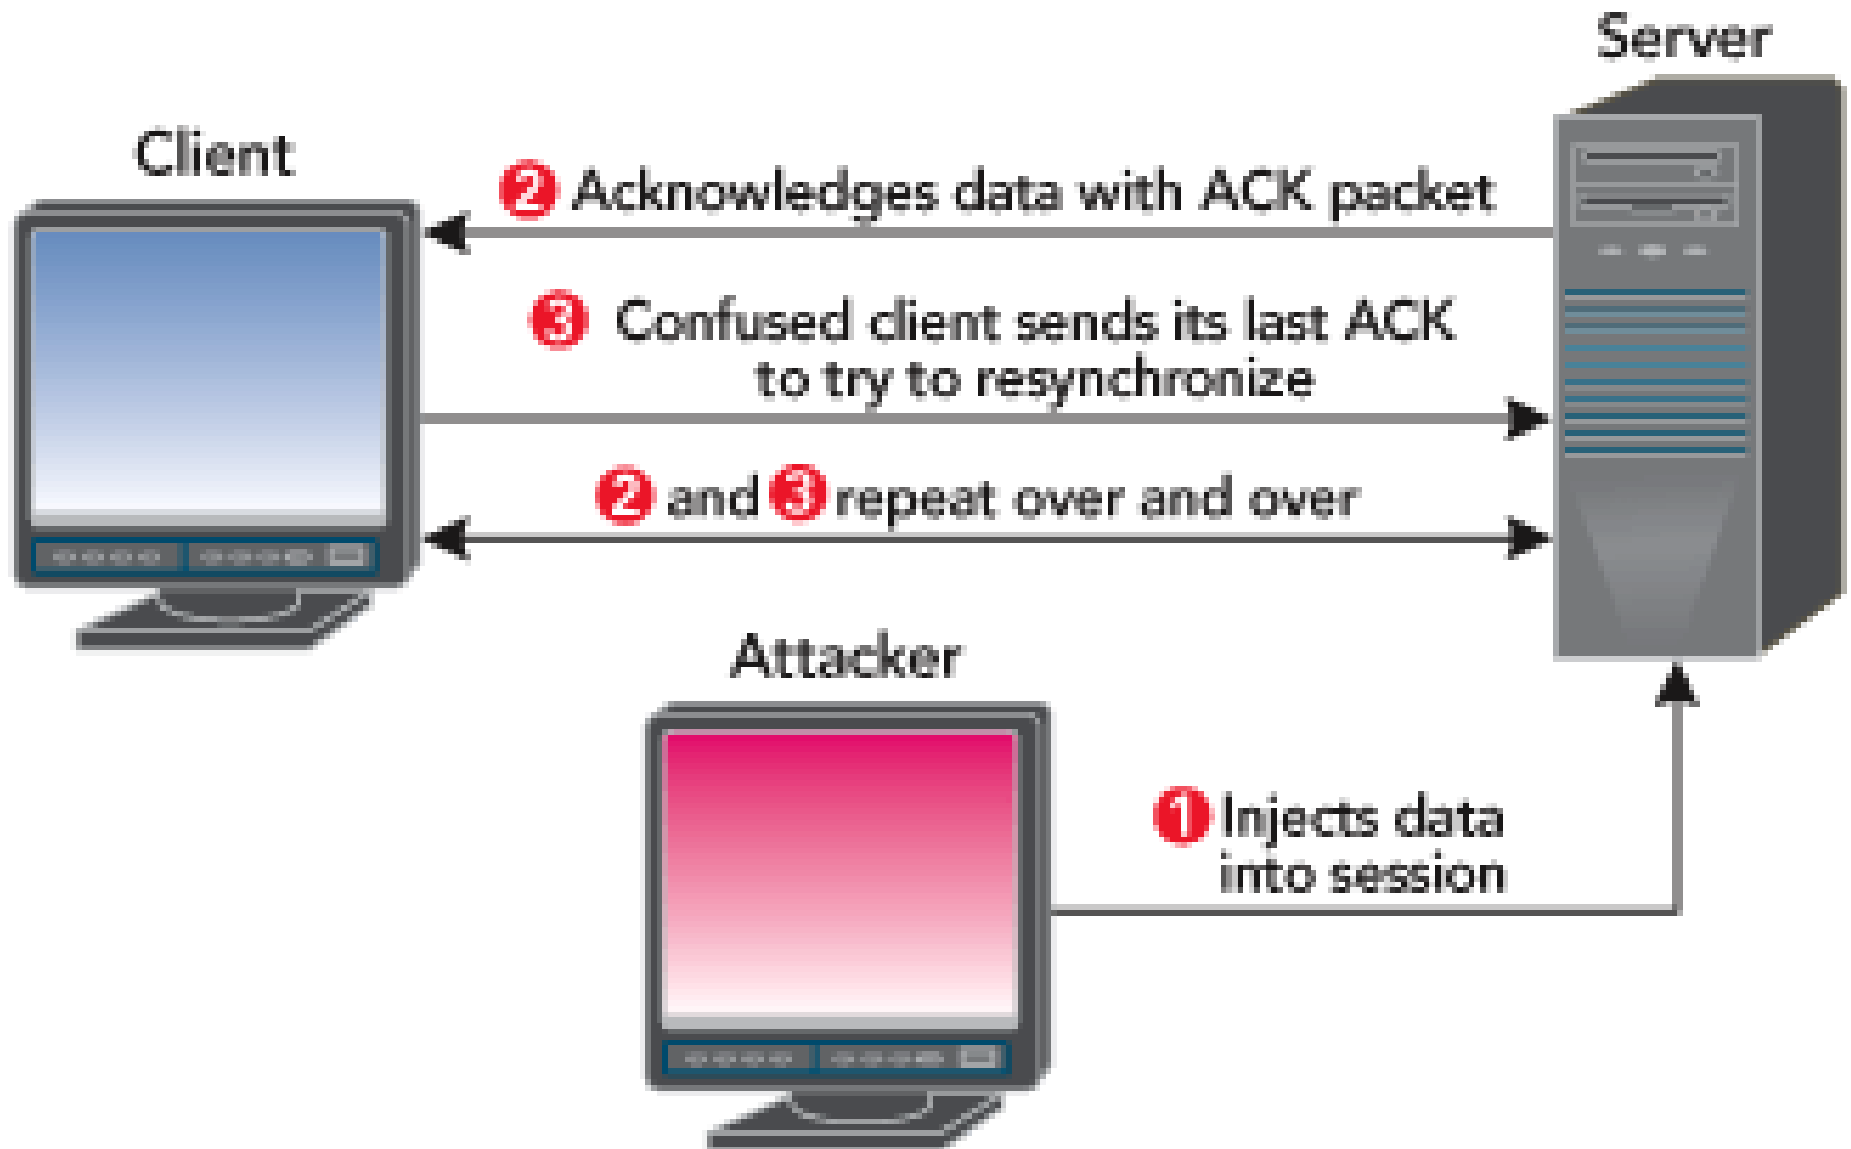 Server
Client
2 Acknowledges data with ACK packet
3 Confused client sends its last ACK
to try to resynchronize
2 and 3 repeat over and over
Attacker
1 Injects data
into session